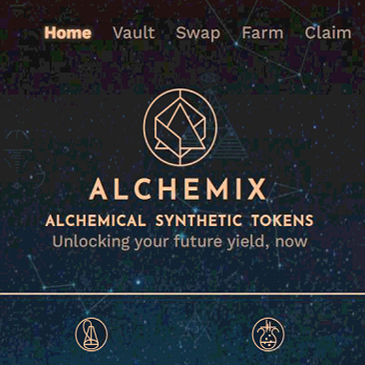 Home Vault Swap Farm Claim
ALCHEMIX
ALCHEMICAL SYNTHETIC TOKENS
Unlocking your future yield, now